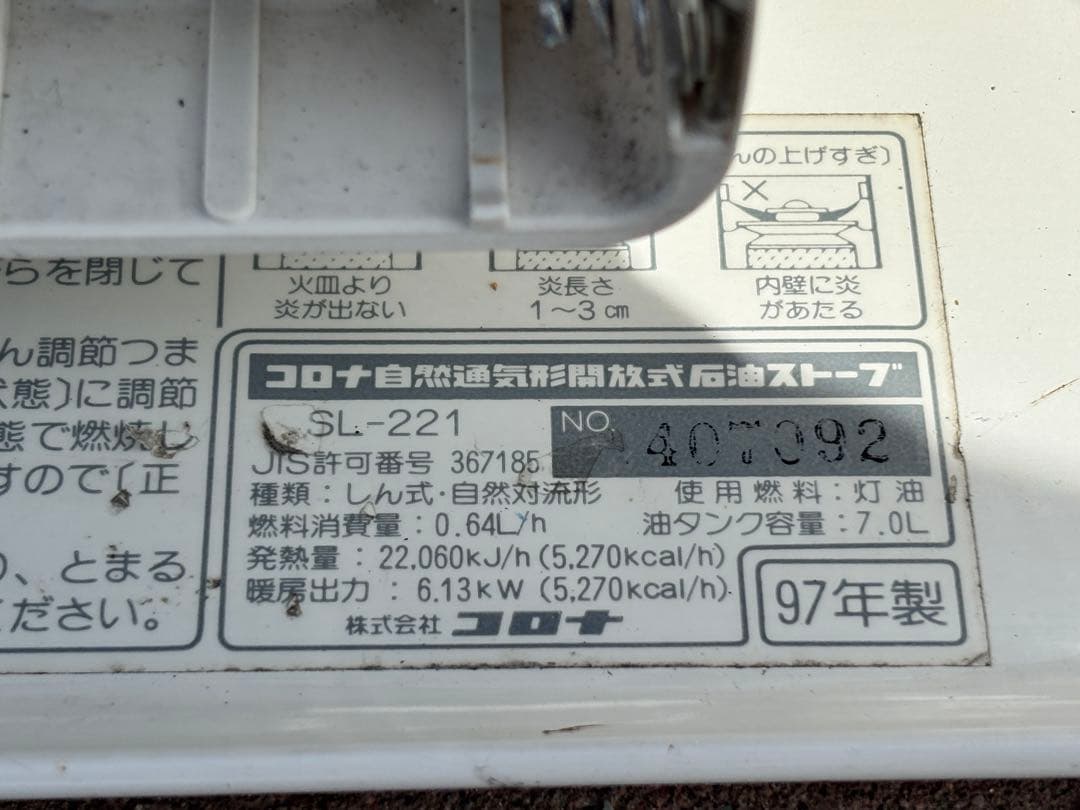 んの上げすぎ)
火皿より
炎が出ない
炎長さ
1～3cm
内壁に炎
があたる
らを閉じて
ん調節つま
状態)に調節
態で燃焼し
すので(正
、とまる
ください。
コロナ自然通気形開放式石油ストーブ
SL-221
NO. 407092
JIS許可番号 367185
種類：しん式・自然対流形 使用燃料：灯油
燃料消費量：0.64L/h 油タンク容量：7.0L
発熱量：22,060kJ/h (5,270kcal/h)
暖房出力：6.13kW (5,270kcal/h)
株式会社 コロナ
97年製